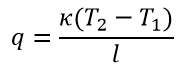 q = κ(T₂ − T₁) / l